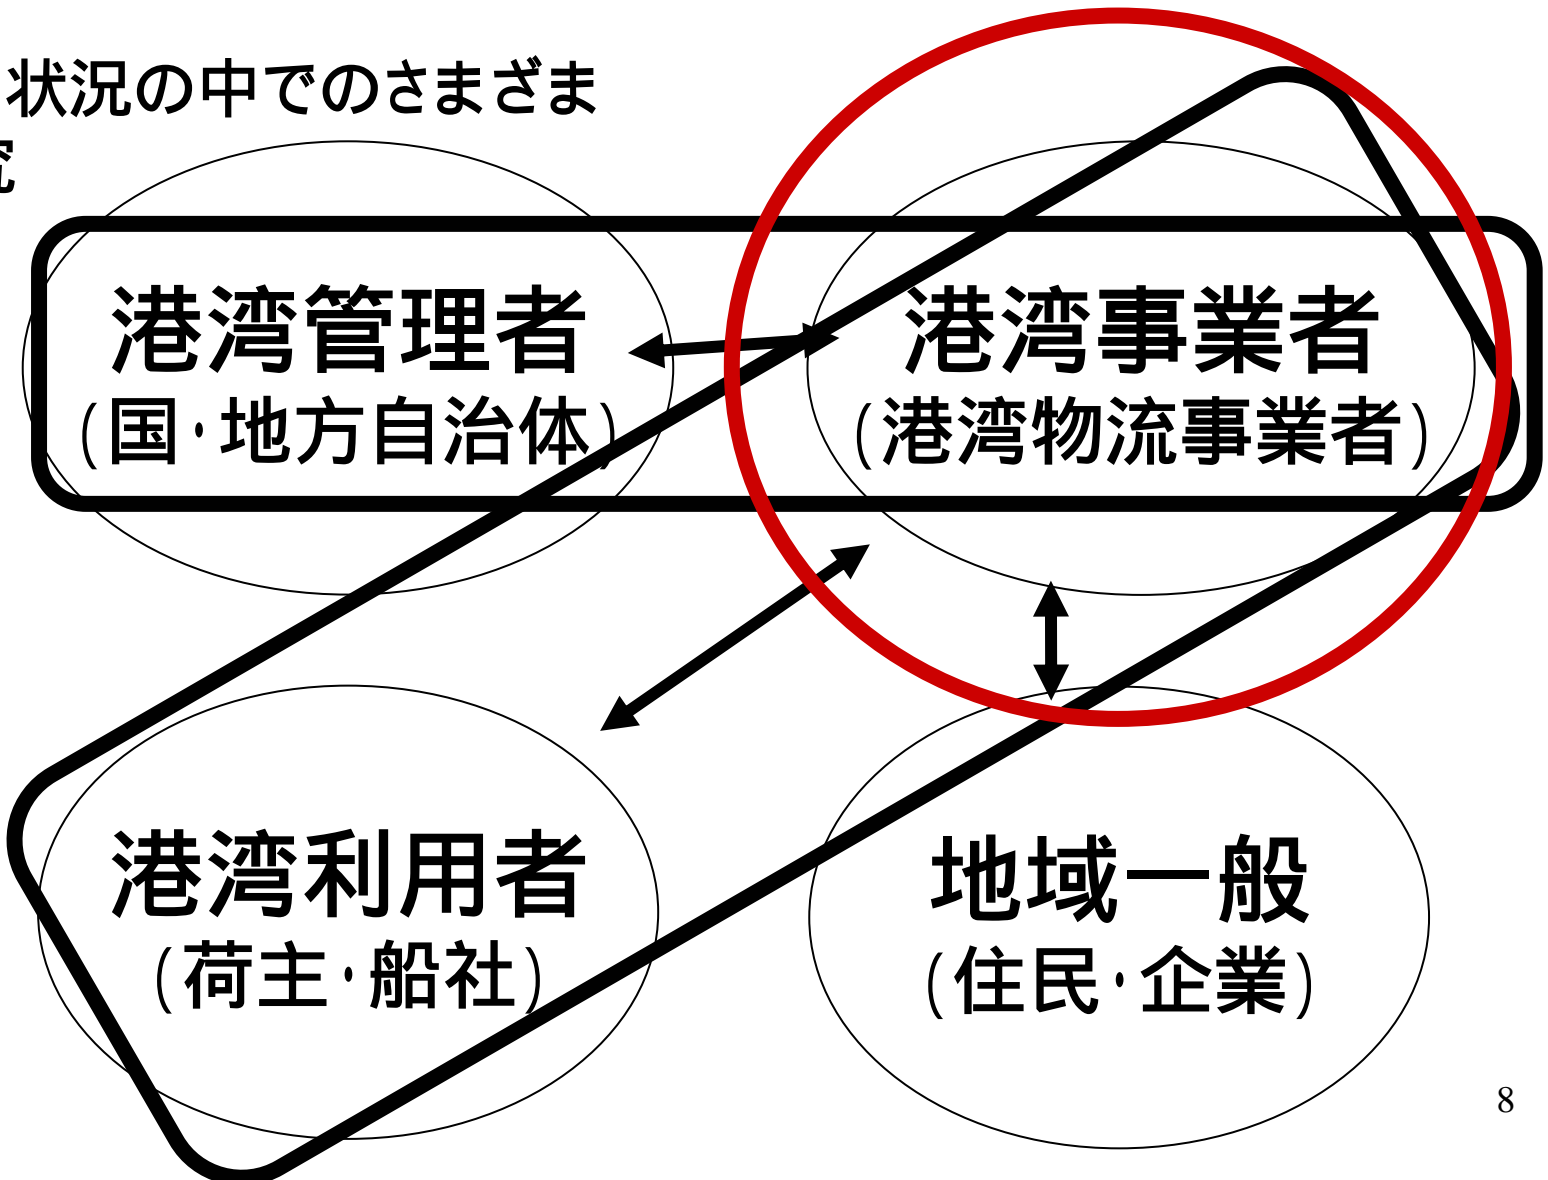 状況の中でのさまざま
究
港湾管理者
(国・地方自治体)
港湾事業者
(港湾物流事業者)
港湾利用者
(荷主・船社)
地域一般
(住民・企業)
8